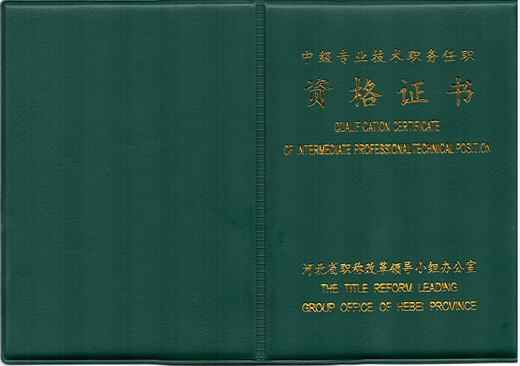 中级专业技术职务任职
资格证书
QUALIFICATION CERTIFICATE
OF INTERMEDIATE PROFESSIONAL TECHNICAL POSITION
河北省职称改革领导小组办公室
THE TITLE REFORM LEADING
GROUP OFFICE OF HEBEI PROVINCE